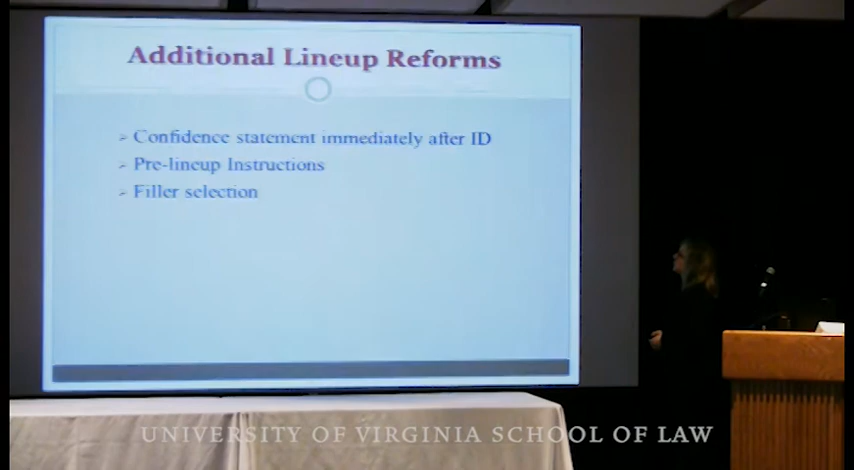 Additional Lineup Reforms
➢ Confidence statement immediately after ID
➢ Pre-lineup Instructions
➢ Filler selection
UNIVERSITY OF VIRGINIA SCHOOL OF LAW